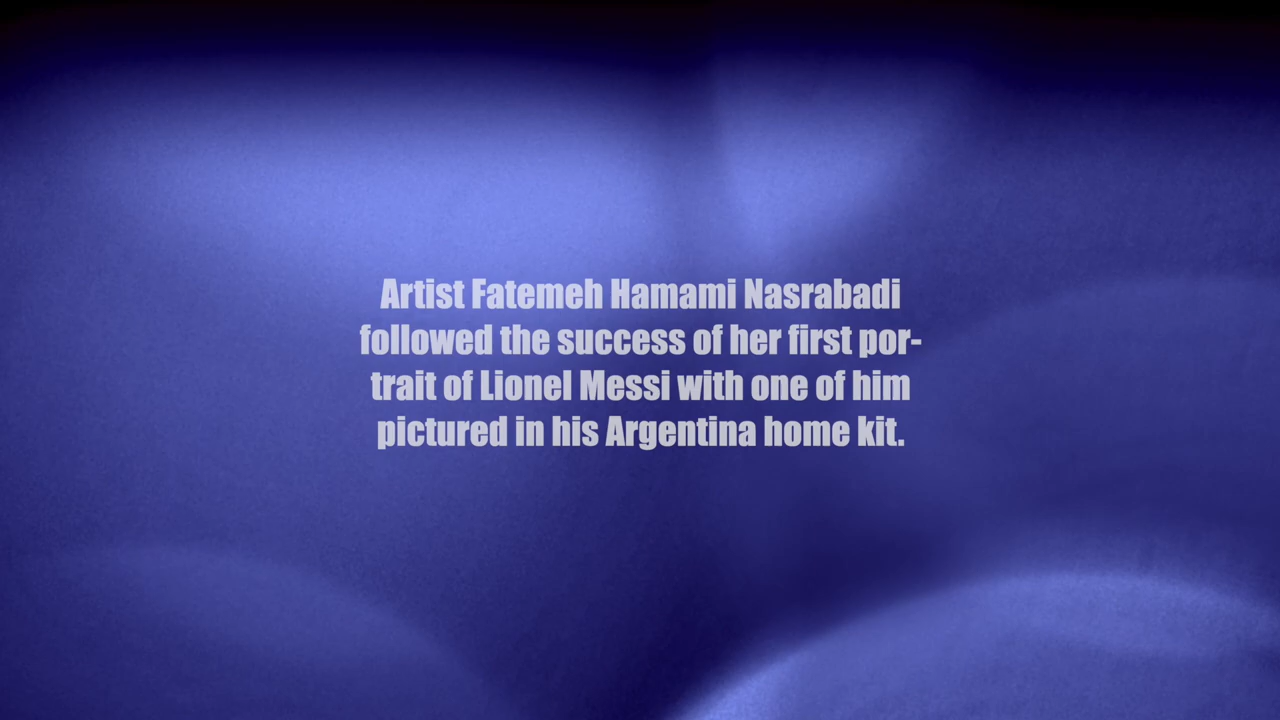 Artist Fatemeh Hamami Nasrabadi
followed the success of her first por-
trait of Lionel Messi with one of him
pictured in his Argentina home kit.